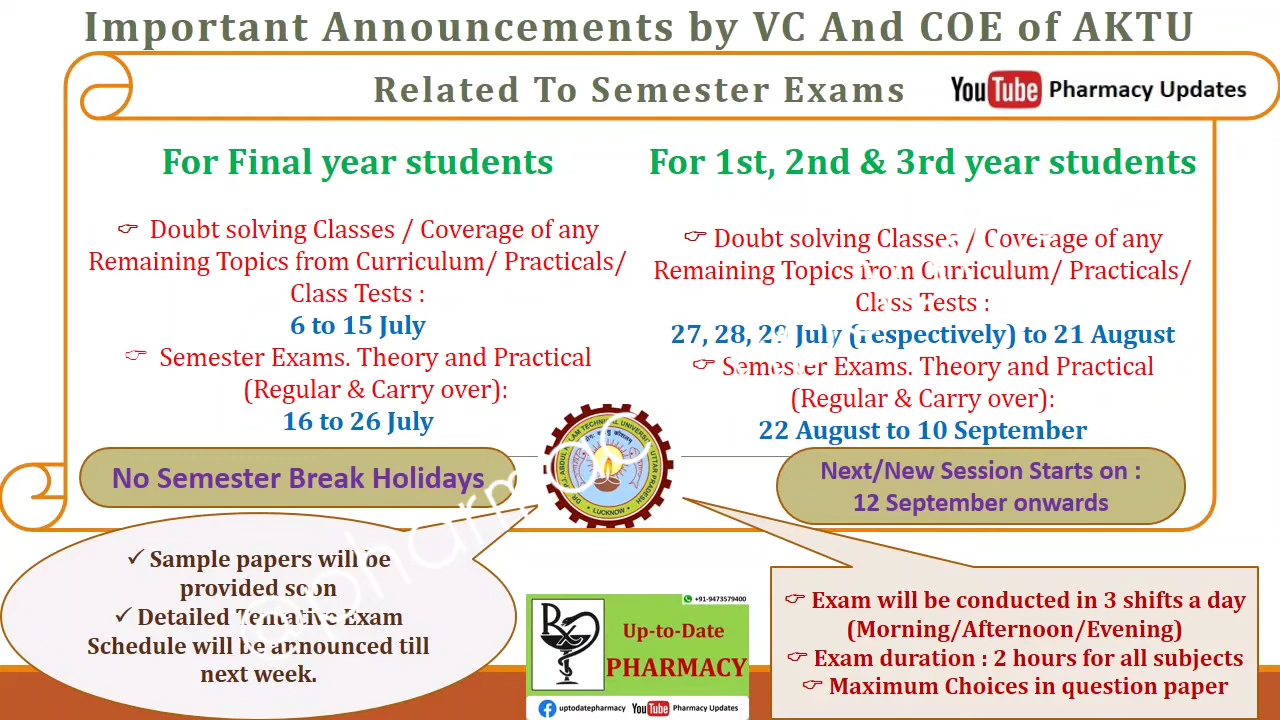 Important Announcements by VC And COE of AKTU
Related To Semester Exams
YouTube Pharmacy Updates
For Final year students
☞ Doubt solving Classes / Coverage of any
Remaining Topics from Curriculum/ Practicals/
Class Tests :
6 to 15 July
☞ Semester Exams. Theory and Practical
(Regular & Carry over):
16 to 26 July
For 1st, 2nd & 3rd year students
☞ Doubt solving Classes / Coverage of any
Remaining Topics from Curriculum/ Practicals/
Class Tests :
27, 28, 29 July (respectively) to 21 August
☞ Semester Exams. Theory and Practical
(Regular & Carry over):
22 August to 10 September
No Semester Break Holidays
Next/New Session Starts on :
12 September onwards
✓ Sample papers will be
provided soon
✓ Detailed Tentative Exam
Schedule will be announced till
next week.
☞ Exam will be conducted in 3 shifts a day
(Morning/Afternoon/Evening)
☞ Exam duration : 2 hours for all subjects
☞ Maximum Choices in question paper
LUCKNOW
UTTAR PRADESH
+91-9473579400
Rx
Up-to-Date
PHARMACY
uptodatepharmacy YouTube Pharmacy Updates